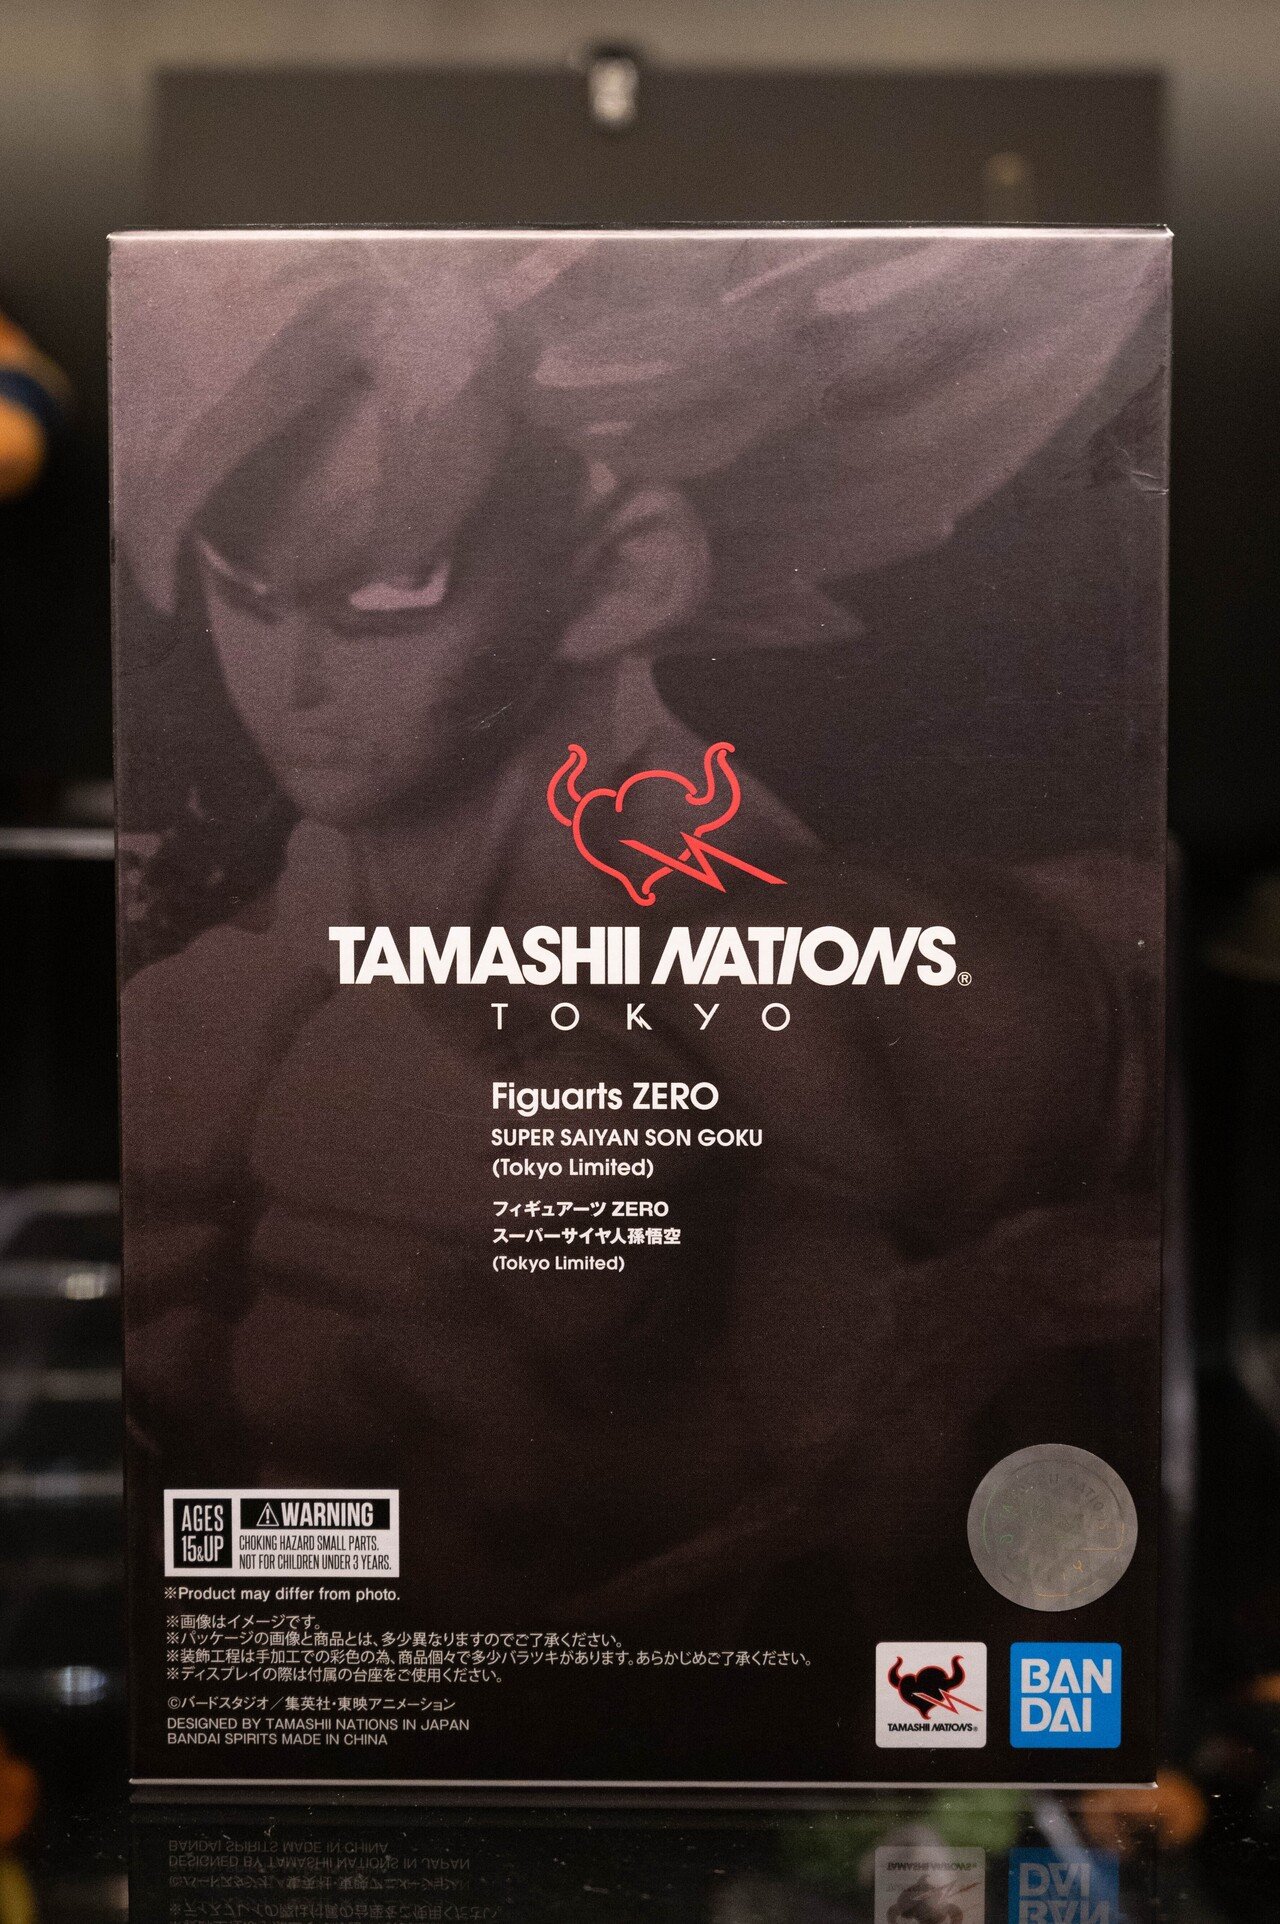 TAMASHII NATIONS®
TOKYO
Figuarts ZERO
SUPER SAIYAN SON GOKU
(Tokyo Limited)
フィギュアーツ ZERO
スーパーサイヤ人孫悟空
(Tokyo Limited)
AGES
15&UP
⚠WARNING
CHOKING HAZARD SMALL PARTS.
NOT FOR CHILDREN UNDER 3 YEARS.
※Product may differ from photo.
※画像はイメージです。
※パッケージの画像と商品とは、多少異なりますのでご了承ください。
※装飾工程は手加工での彩色の為、商品個々で多少バラツキがあります。あらかじめご了承ください。
※ディスプレイの際は付属の台座をご使用ください。
©バードスタジオ／集英社・東映アニメーション
DESIGNED BY TAMASHII NATIONS IN JAPAN
BANDAI SPIRITS MADE IN CHINA
TAMASHII NATIONS®
BAN
DAI